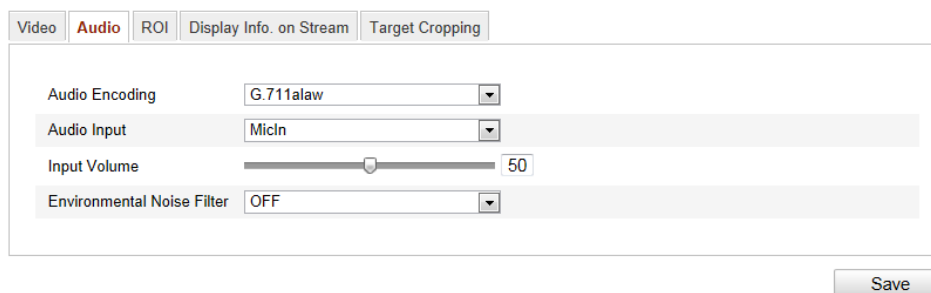 Video Audio ROI Display Info. on Stream Target Cropping
Audio Encoding G.711alaw
Audio Input MicIn
Input Volume 50
Environmental Noise Filter OFF
Save